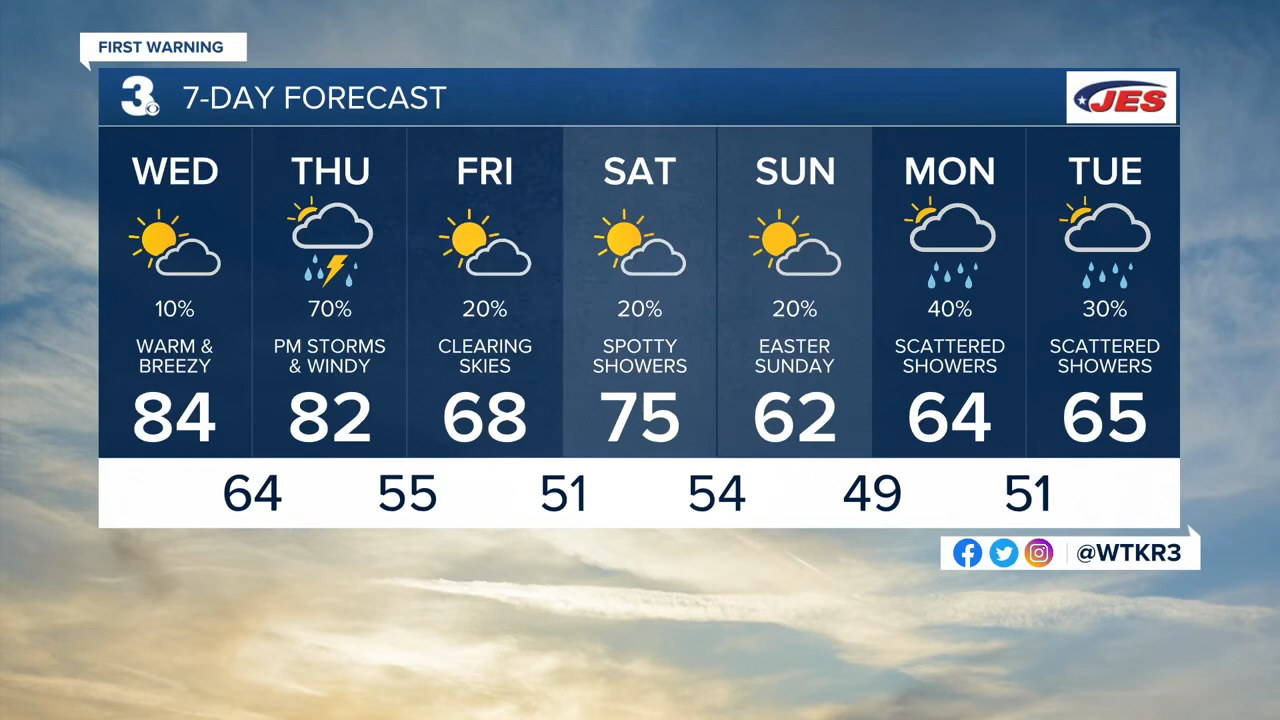 FIRST WARNING
3 7-DAY FORECAST
JES
WED THU FRI SAT SUN MON TUE
10% 70% 20% 20% 20% 40% 30%
WARM & PM STORMS CLEARING SPOTTY EASTER SCATTERED SCATTERED
BREEZY & WINDY SKIES SHOWERS SUNDAY SHOWERS SHOWERS
84 82 68 75 62 64 65
64 55 51 54 49 51
@WTKR3